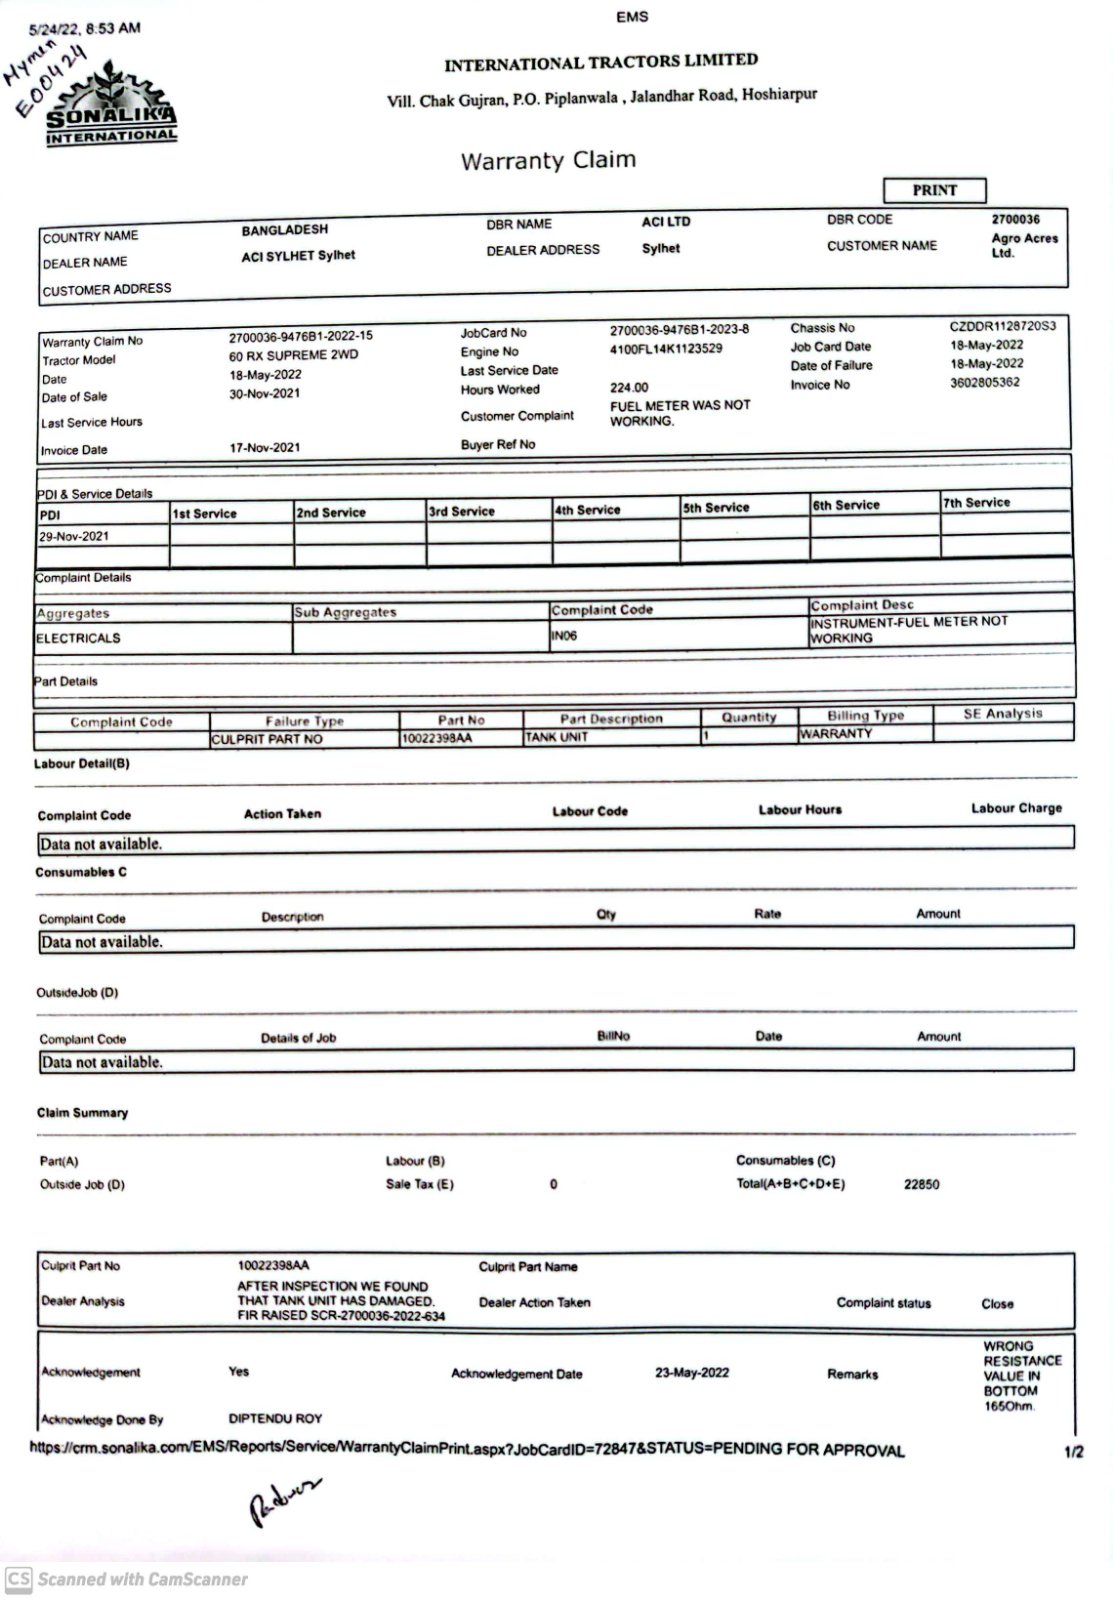 5/24/22, 8:53 AM
EMS
E00424
SONALIKA
INTERNATIONAL
INTERNATIONAL TRACTORS LIMITED
Vill. Chak Gujran, P.O. Piplanwala , Jalandhar Road, Hoshiarpur
Warranty Claim
PRINT
COUNTRY NAME BANGLADESH DBR NAME ACI LTD DBR CODE 2700036
DEALER NAME ACI SYLHET Sylhet DEALER ADDRESS Sylhet CUSTOMER NAME Agro Acres
Ltd.
CUSTOMER ADDRESS
Warranty Claim No 2700036-9476B1-2022-15 JobCard No 2700036-9476B1-2023-8 Chassis No CZDDR1128720S3
Tractor Model 60 RX SUPREME 2WD Engine No 4100FL14K1123529 Job Card Date 18-May-2022
Date 18-May-2022 Last Service Date Date of Failure 18-May-2022
Date of Sale 30-Nov-2021 Hours Worked 224.00 Invoice No 3602805362
Last Service Hours Customer Complaint FUEL METER WAS NOT
WORKING.
Invoice Date 17-Nov-2021 Buyer Ref No
PDI & Service Details
PDI 1st Service 2nd Service 3rd Service 4th Service 5th Service 6th Service 7th Service
29-Nov-2021
Complaint Details
Aggregates Sub Aggregates Complaint Code Complaint Desc
ELECTRICALS IN06 INSTRUMENT-FUEL METER NOT
WORKING
Part Details
Complaint Code Failure Type Part No Part Description Quantity Billing Type SE Analysis
CULPRIT PART NO 10022398AA TANK UNIT 1 WARRANTY
Labour Detail(B)
Complaint Code Action Taken Labour Code Labour Hours Labour Charge
Data not available.
Consumables C
Complaint Code Description Qty Rate Amount
Data not available.
OutsideJob (D)
Complaint Code Details of Job BillNo Date Amount
Data not available.
Claim Summary
Part(A) Labour (B) Consumables (C)
Outside Job (D) Sale Tax (E) 0 Total(A+B+C+D+E) 22850
Culprit Part No 10022398AA Culprit Part Name
Dealer Analysis AFTER INSPECTION WE FOUND
THAT TANK UNIT HAS DAMAGED.
FIR RAISED SCR-2700036-2022-634
Dealer Action Taken Complaint status Close
Acknowledgement Yes Acknowledgement Date 23-May-2022 Remarks WRONG
RESISTANCE
VALUE IN
BOTTOM
165Ohm.
Acknowledge Done By DIPTENDU ROY
https://crm.sonalika.com/EMS/Reports/Service/WarrantyClaimPrint.aspx?JobCardID=72847&STATUS=PENDING FOR APPROVAL 1/2
CS Scanned with CamScanner